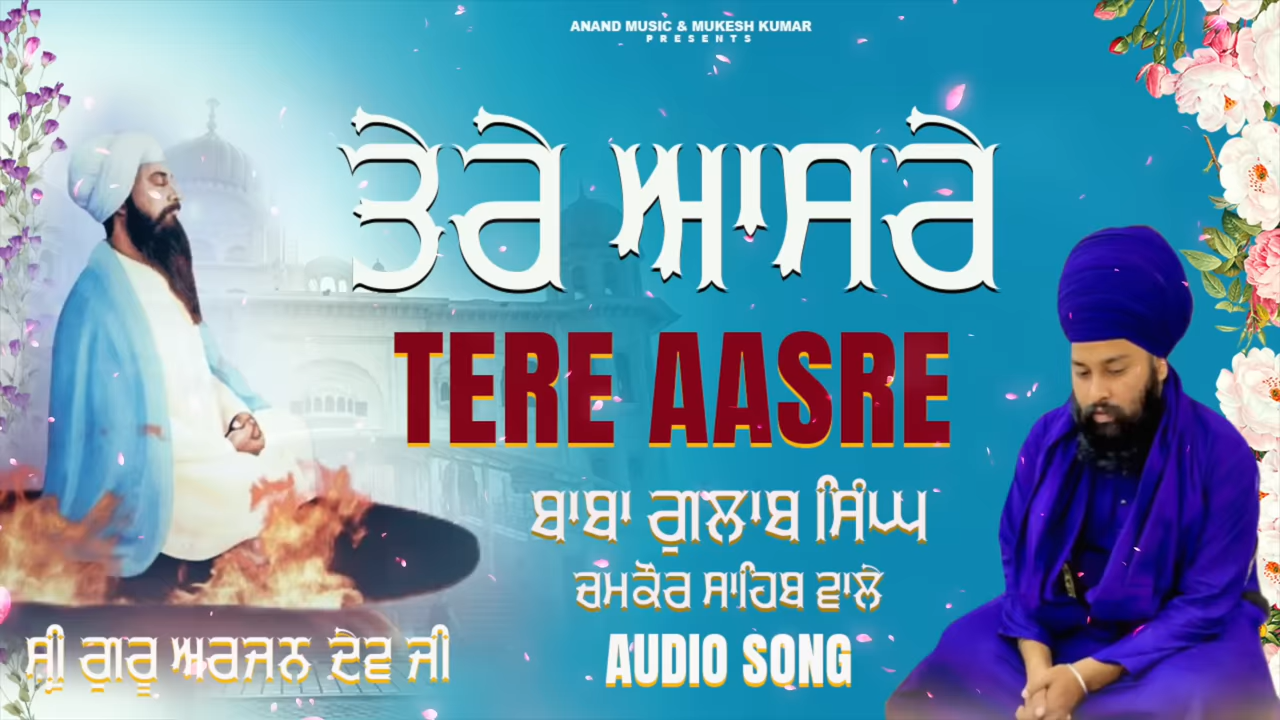 ANAND MUSIC & MUKESH KUMAR
PRESENTS
ਤੇਰੇ ਆਸਰੇ
TERE AASRE
ਬਾਬਾ ਗੁਲਾਬ ਸਿੰਘ
ਚਮਕੌਰ ਸਾਹਿਬ ਵਾਲੇ
AUDIO SONG
ਸ਼੍ਰੀ ਗੁਰੂ ਅਰਜਨ ਦੇਵ ਜੀ